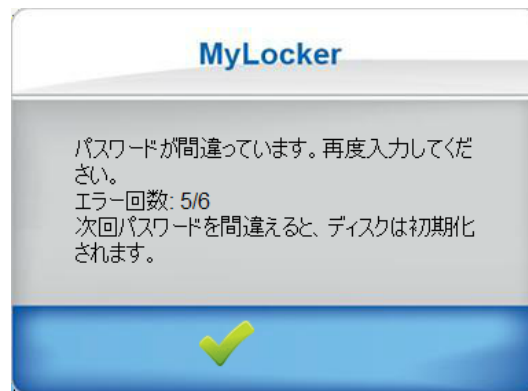 MyLocker
パスワードが間違っています。再度入力してくだ
さい。
エラー回数: 5/6
次回パスワードを間違えると、ディスクは初期化
されます。